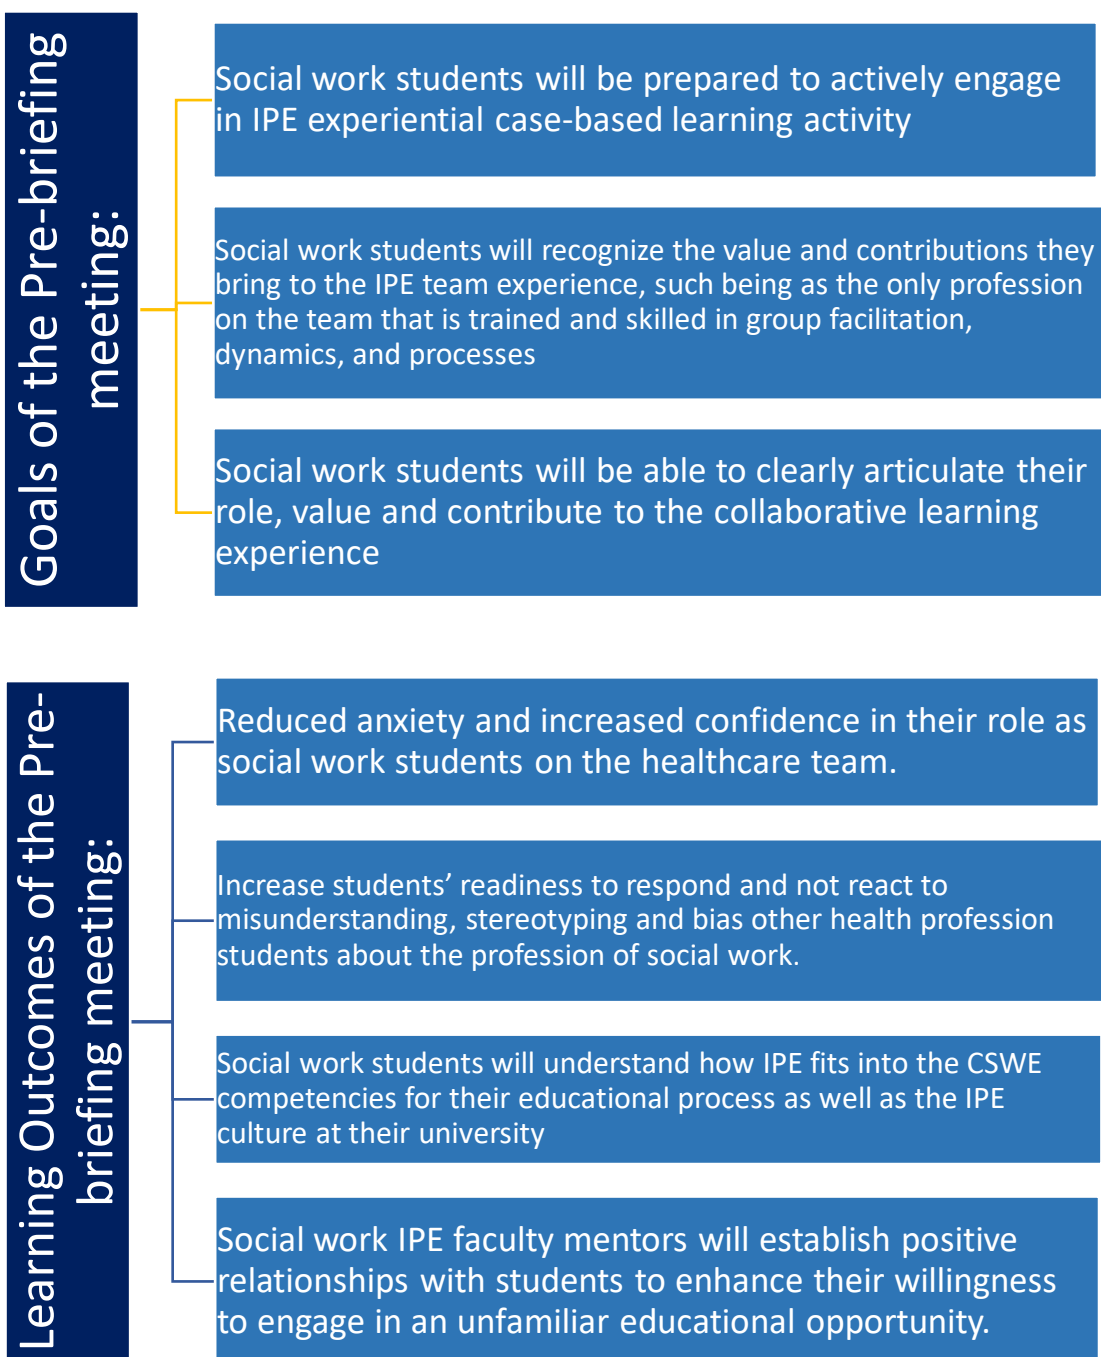 Goals of the Pre-briefing
meeting:
Social work students will be prepared to actively engage
in IPE experiential case-based learning activity
Social work students will recognize the value and contributions they
bring to the IPE team experience, such being as the only profession
on the team that is trained and skilled in group facilitation,
dynamics, and processes
Social work students will be able to clearly articulate their
role, value and contribute to the collaborative learning
experience
Learning Outcomes of the Pre-
briefing meeting:
Reduced anxiety and increased confidence in their role as
social work students on the healthcare team.
Increase students’ readiness to respond and not react to
misunderstanding, stereotyping and bias other health profession
students about the profession of social work.
Social work students will understand how IPE fits into the CSWE
competencies for their educational process as well as the IPE
culture at their university
Social work IPE faculty mentors will establish positive
relationships with students to enhance their willingness
to engage in an unfamiliar educational opportunity.